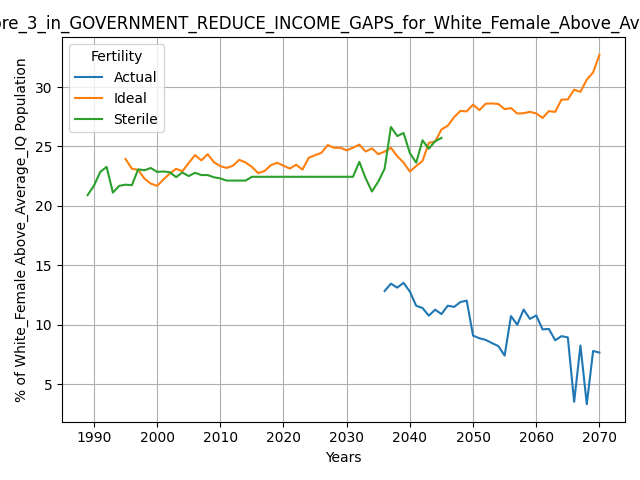 ore_3_in_GOVERNMENT_REDUCE_INCOME_GAPS_for_White_Female_Above_Av
Fertility
Actual
Ideal
Sterile
% of White_Female Above_Average_IQ Population
30
25
20
15
10
5
1990 2000 2010 2020 2030 2040 2050 2060 2070
Years